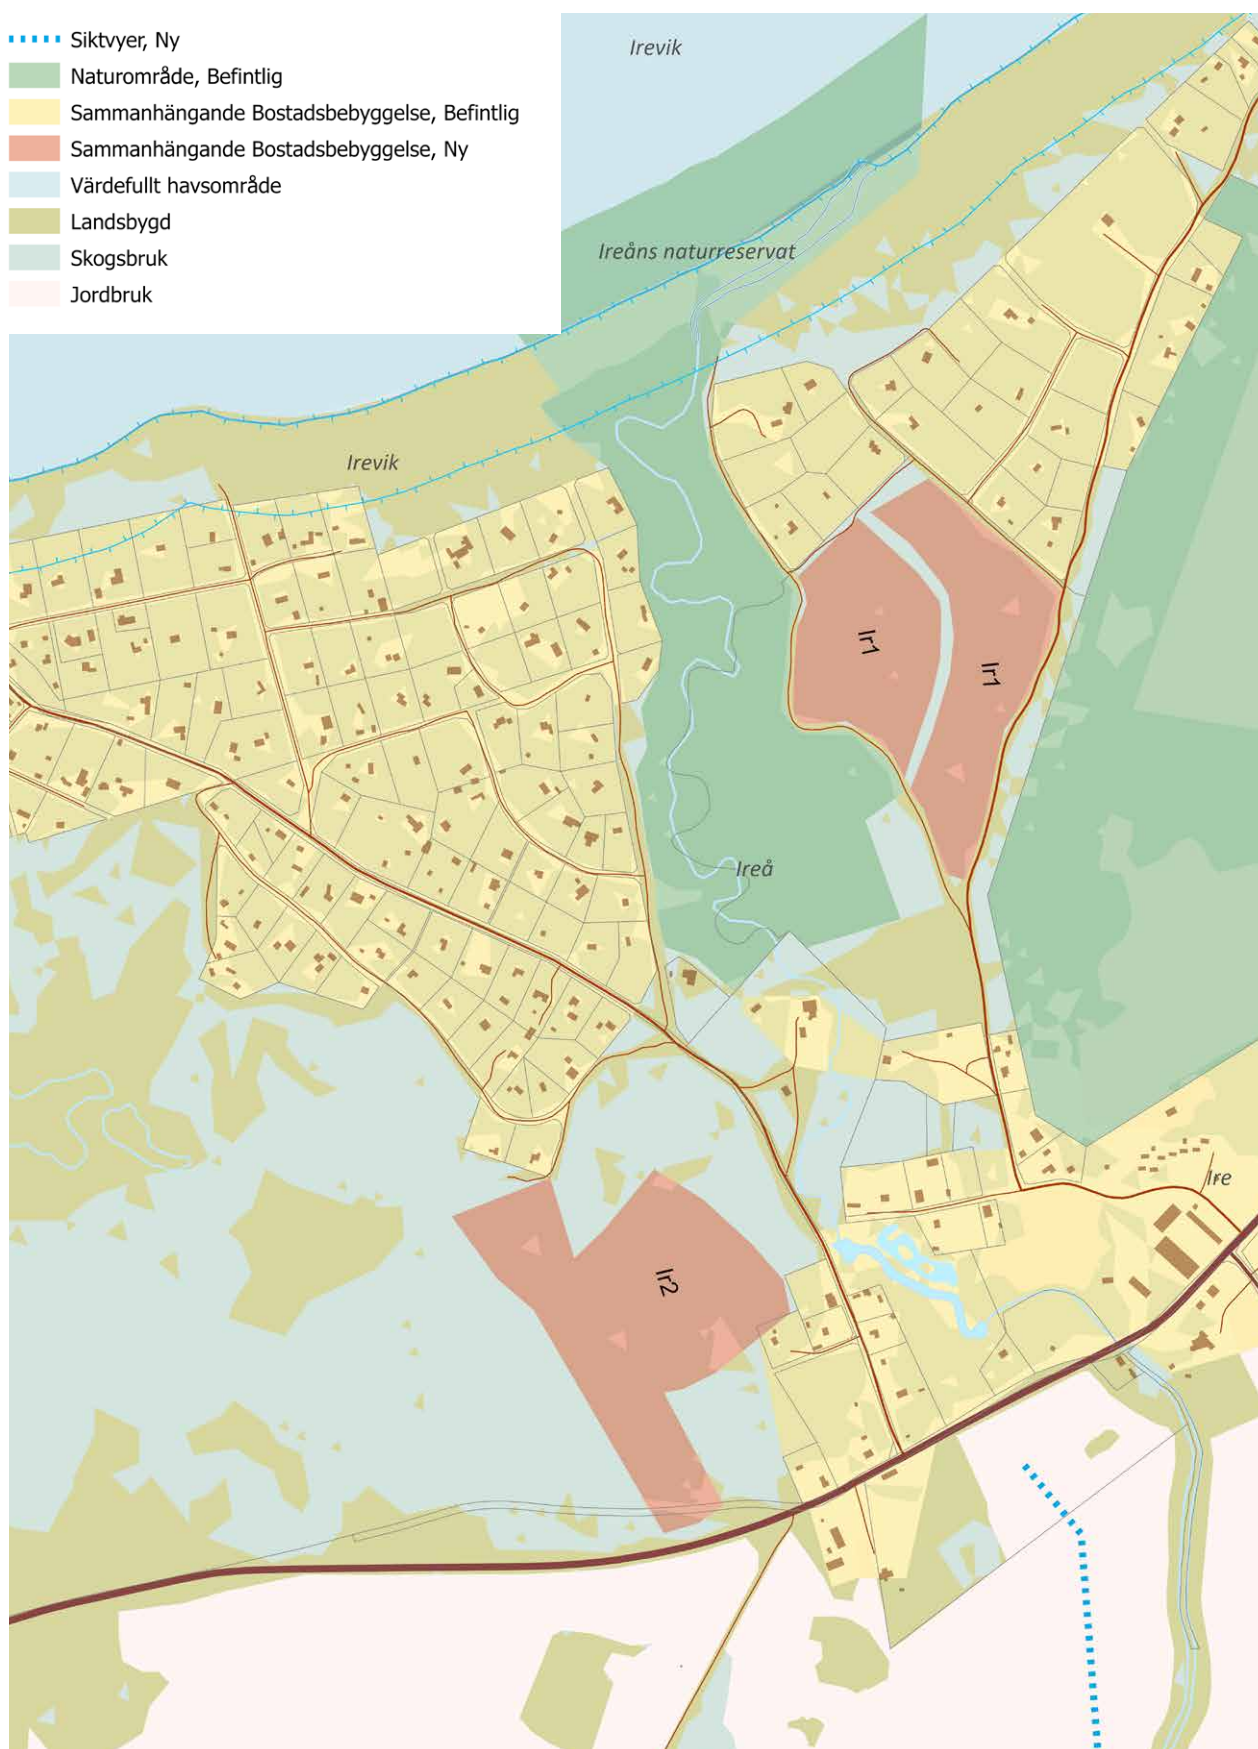 Siktvyer, Ny
Naturområde, Befintlig
Sammanhängande Bostadsbebyggelse, Befintlig
Sammanhängande Bostadsbebyggelse, Ny
Värdefullt havsområde
Landsbygd
Skogsbruk
Jordbruk
Irevik
Ireåns naturreservat
Irevik
Ir1
Ir1
Ireå
Ire
Ir2